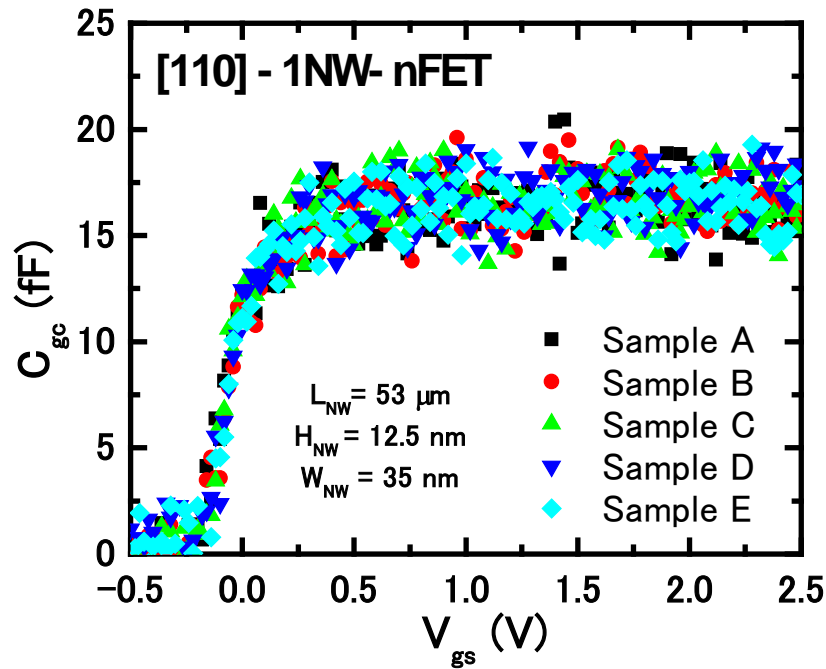 25
[110] - 1NW- nFET
20
15
10
5
0
C_gc (fF)
L_NW = 53 μm
H_NW = 12.5 nm
W_NW = 35 nm
Sample A
Sample B
Sample C
Sample D
Sample E
−0.5 0.0 0.5 1.0 1.5 2.0 2.5
V_gs (V)